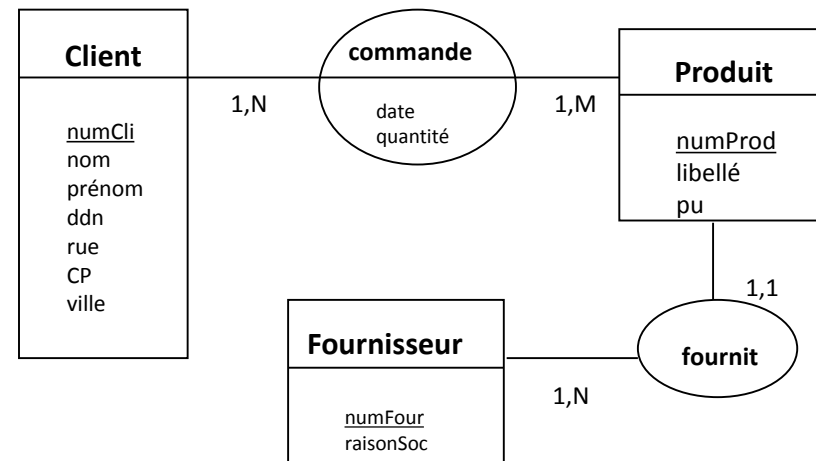 Client
numCli
nom
prénom
ddn
rue
CP
ville
1,N
commande
date
quantité
1,M
Produit
numProd
libellé
pu
1,1
fournit
1,N
Fournisseur
numFour
raisonSoc